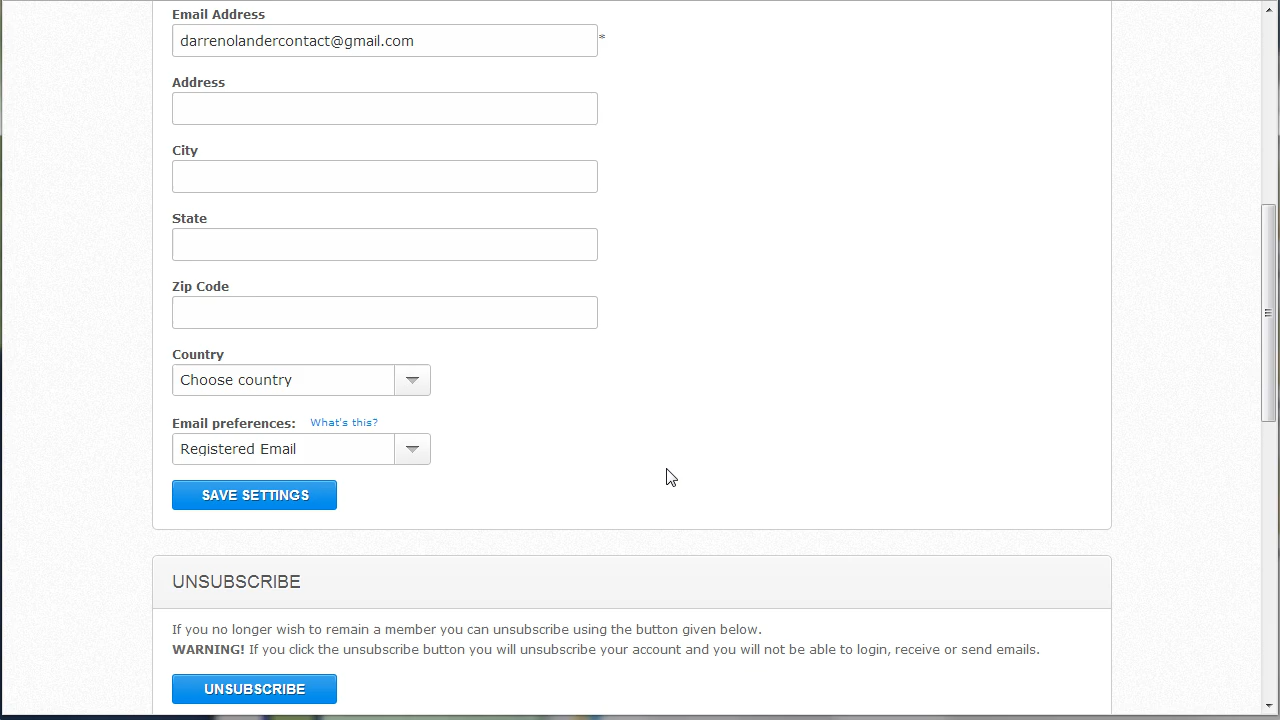 Email Address
darrenolandercontact@gmail.com *
Address
City
State
Zip Code
Country
Choose country
Email preferences: What's this?
Registered Email
SAVE SETTINGS
UNSUBSCRIBE
If you no longer wish to remain a member you can unsubscribe using the button given below.
WARNING! If you click the unsubscribe button you will unsubscribe your account and you will not be able to login, receive or send emails.
UNSUBSCRIBE